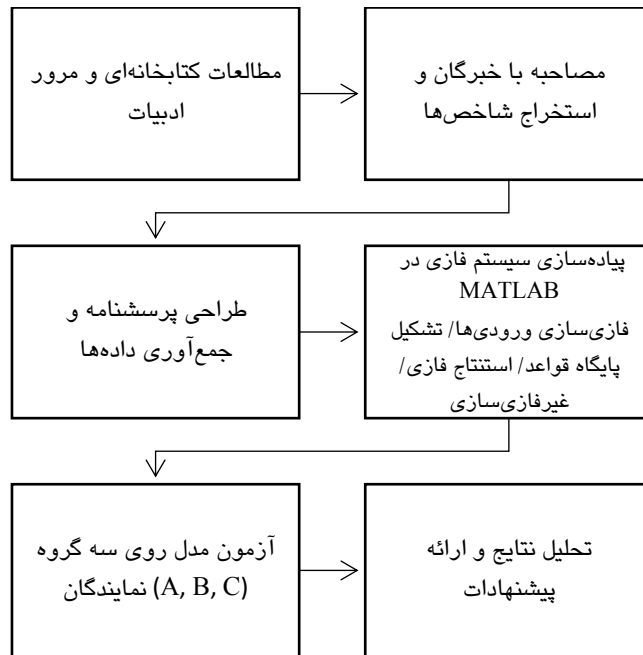 مطالعات کتابخانه‌ای و مرور
ادبیات
مصاحبه با خبرگان و
استخراج شاخص‌ها
طراحی پرسشنامه و
جمع‌آوری داده‌ها
پیاده‌سازی سیستم فازی در
MATLAB
فازی‌سازی ورودی‌ها/ تشکیل
پایگاه قواعد/ استنتاج فازی/
غیرفازی‌سازی
آزمون مدل روی سه گروه
نمایندگان (A, B, C)
تحلیل نتایج و ارائه
پیشنهادات